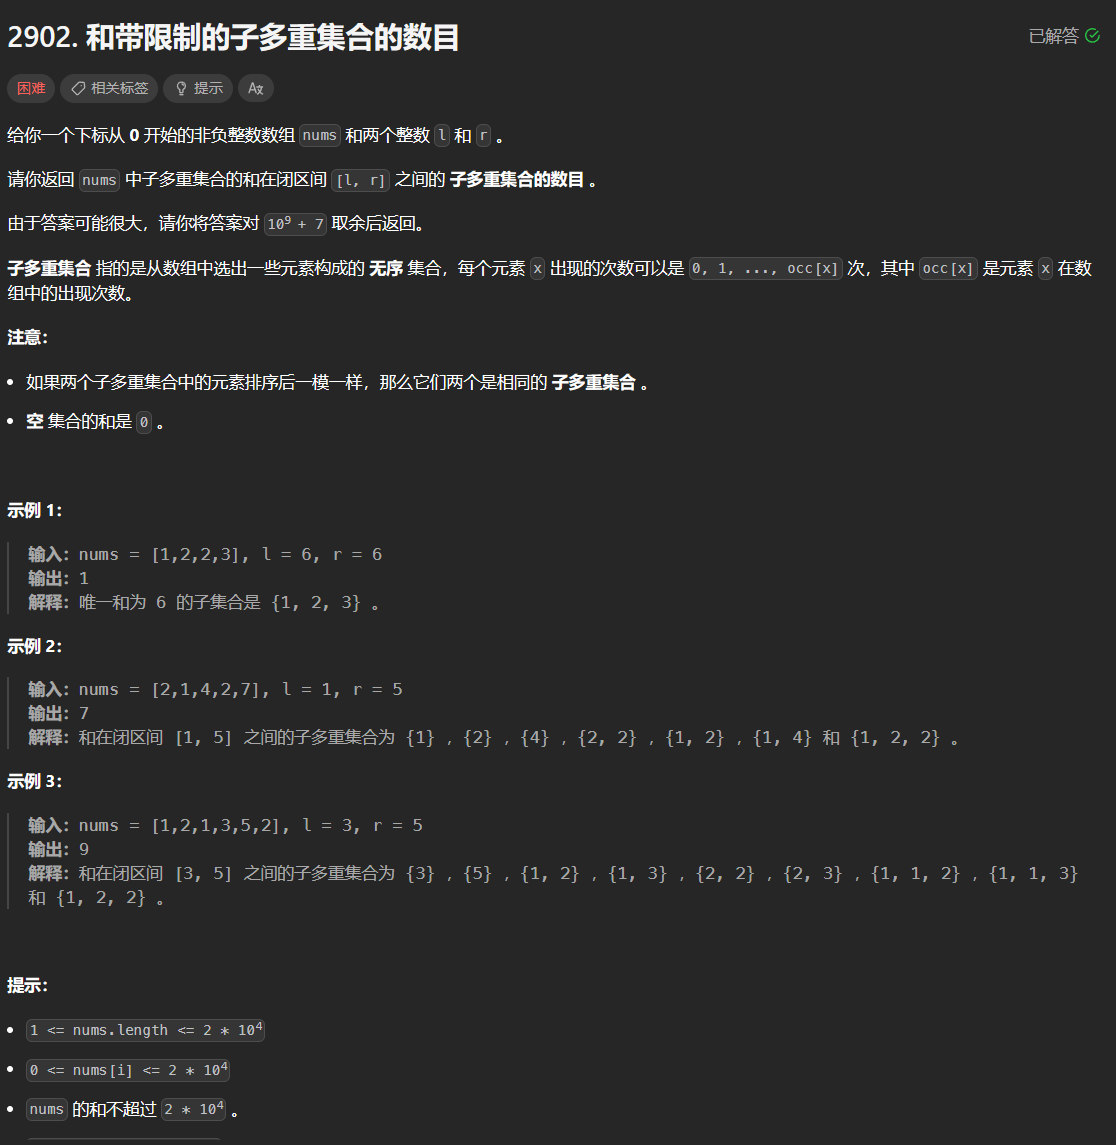 2902. 和带限制的子多重集合的数目
已解答
困难 相关标签 提示
给你一个下标从 0 开始的非负整数数组 nums 和两个整数 l 和 r 。
请你返回 nums 中子多重集合的和在闭区间 [l, r] 之间的 子多重集合的数目 。
由于答案可能很大，请你将答案对 10⁹ + 7 取余后返回。
子多重集合 指的是从数组中选出一些元素构成的 无序 集合，每个元素 x 出现的次数可以是 0, 1, ..., occ[x] 次，其中 occ[x] 是元素 x 在数
组中的出现次数。
注意：
• 如果两个子多重集合中的元素排序后一模一样，那么它们两个是相同的 子多重集合 。
• 空 集合的和是 0 。
示例 1：
输入：nums = [1,2,2,3], l = 6, r = 6
输出：1
解释：唯一和为 6 的子集合是 {1, 2, 3} 。
示例 2：
输入：nums = [2,1,4,2,7], l = 1, r = 5
输出：7
解释：和在闭区间 [1, 5] 之间的子多重集合为 {1} ，{2} ，{4} ，{2, 2} ，{1, 2} ，{1, 4} 和 {1, 2, 2} 。
示例 3：
输入：nums = [1,2,1,3,5,2], l = 3, r = 5
输出：9
解释：和在闭区间 [3, 5] 之间的子多重集合为 {3} ，{5} ，{1, 2} ，{1, 3} ，{2, 2} ，{2, 3} ，{1, 1, 2} ，{1, 1, 3}
和 {1, 2, 2} 。
提示：
• 1 <= nums.length <= 2 * 10⁴
• 0 <= nums[i] <= 2 * 10⁴
• nums 的和不超过 2 * 10⁴ 。